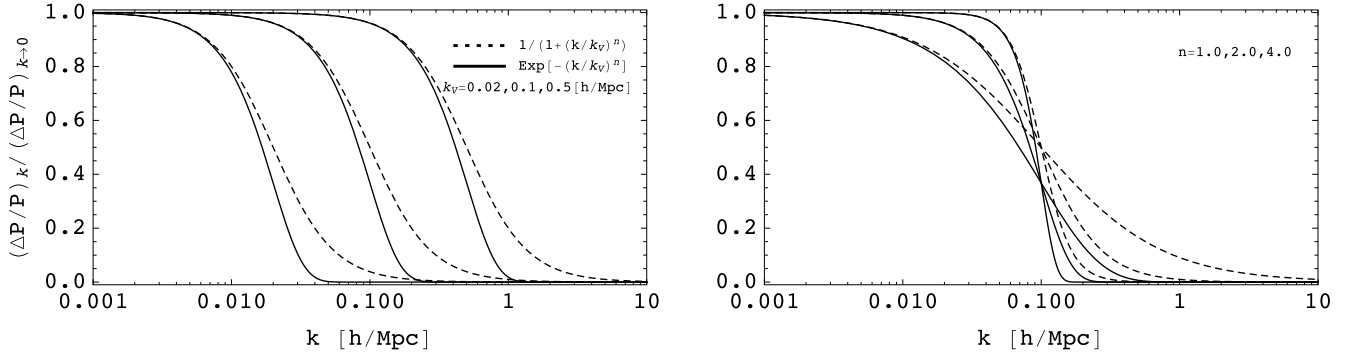 (ΔP/P)k/(ΔP/P)k→0
1.0
0.8
0.6
0.4
0.2
0.0
1/(1+(k/kV)^n)
Exp[-(k/kV)^n]
kV=0.02,0.1,0.5[h/Mpc]
0.001 0.010 0.100 1 10
k [h/Mpc]
1.0
0.8
0.6
0.4
0.2
0.0
n=1.0,2.0,4.0
0.001 0.010 0.100 1 10
k [h/Mpc]